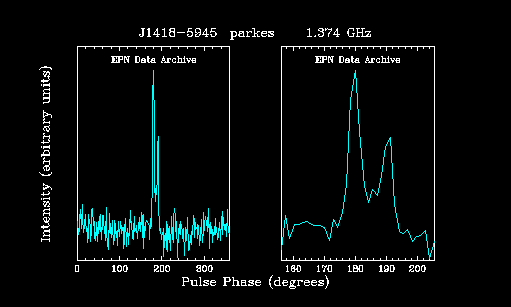 J1418-5945 parkes 1.374 GHz
EPN Data Archive EPN Data Archive
Intensity (arbitrary units)
0 100 200 300 160 170 180 190 200
Pulse Phase (degrees)